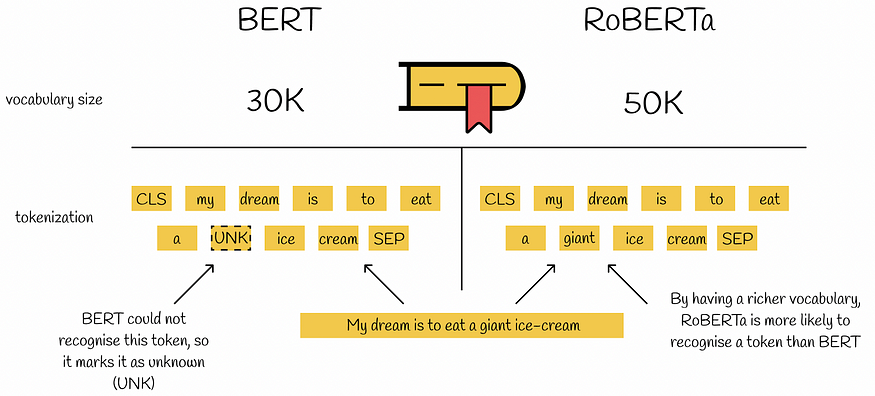 BERT
RoBERTa
vocabulary size
30K
50K
tokenization
CLS my dream is to eat
a UNK ice cream SEP
CLS my dream is to eat
a giant ice cream SEP
BERT could not
recognise this token, so
it marks it as unknown
(UNK)
My dream is to eat a giant ice-cream
By having a richer vocabulary,
RoBERTa is more likely to
recognise a token than BERT